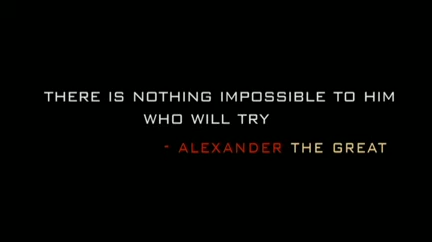 THERE IS NOTHING IMPOSSIBLE TO HIM
WHO WILL TRY
- ALEXANDER THE GREAT